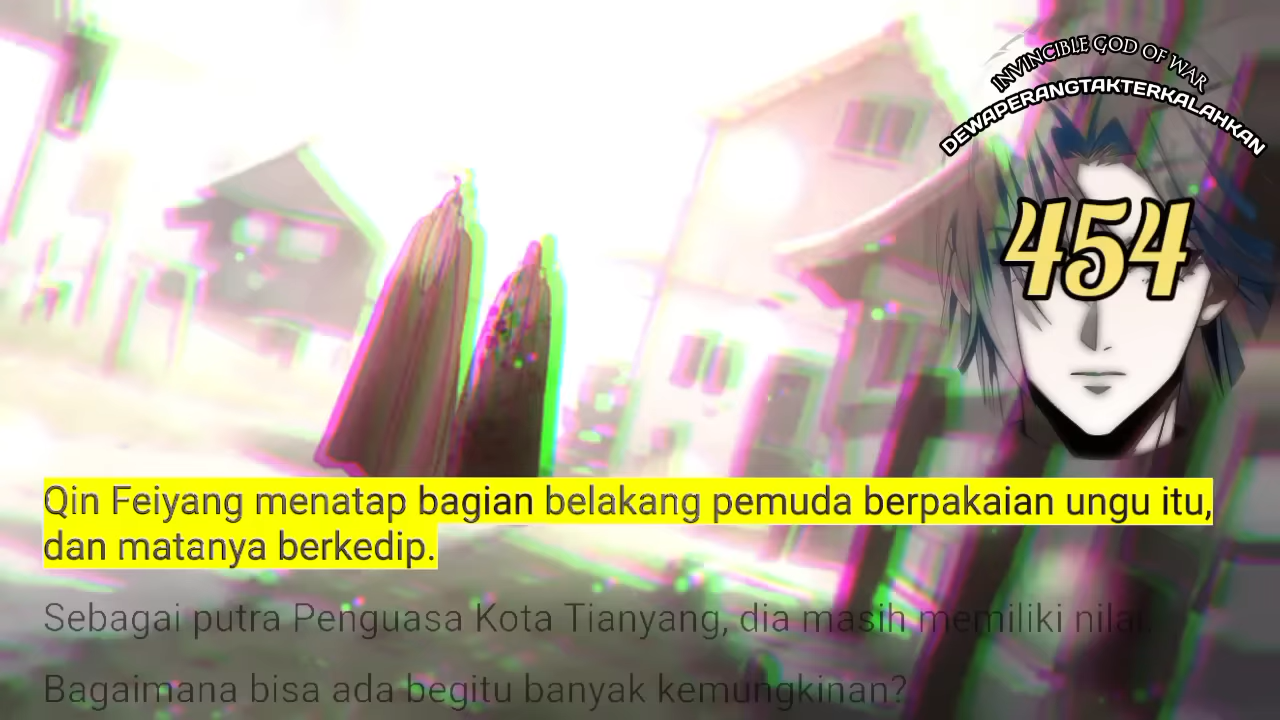 INVINCIBLE GOD OF WAR
DEWAPERANGTAKTERKALAHKAN
454
Qin Feiyang menatap bagian belakang pemuda berpakaian ungu itu,
dan matanya berkedip.
Sebagai putra Penguasa Kota Tianyang, dia masih memiliki nilai.
Bagaimana bisa ada begitu banyak kemungkinan?